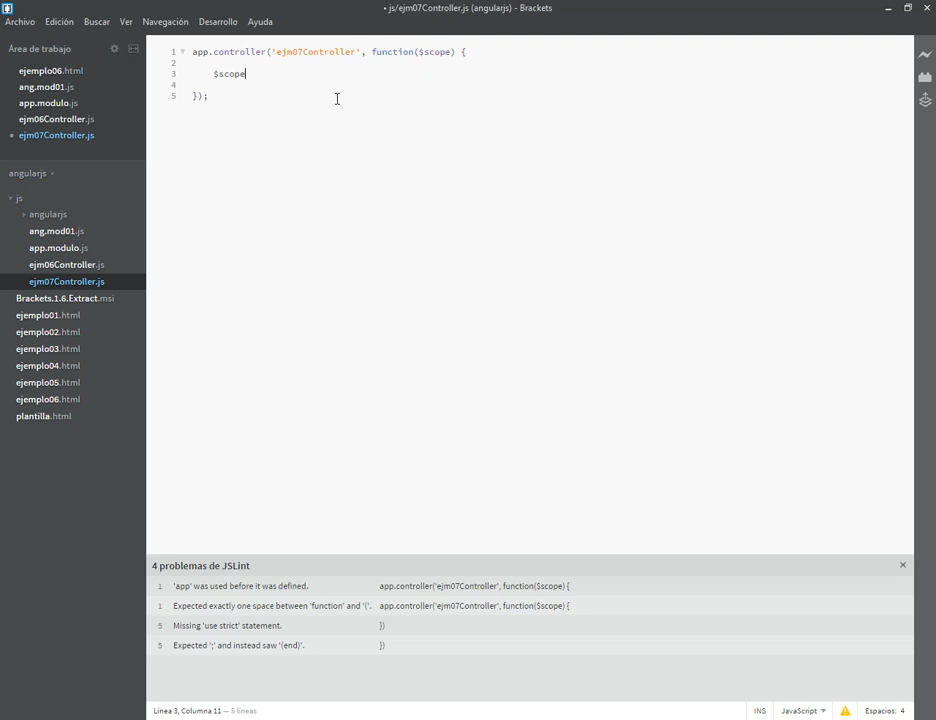 • js/ejm07Controller.js (angularjs) - Brackets
Archivo Edición Buscar Ver Navegación Desarrollo Ayuda
Área de trabajo
ejemplo06.html
ang.mod01.js
app.modulo.js
ejm06Controller.js
• ejm07Controller.js
angularjs
js
angularjs
ang.mod01.js
app.modulo.js
ejm06Controller.js
ejm07Controller.js
Brackets.1.6.Extract.msi
ejemplo01.html
ejemplo02.html
ejemplo03.html
ejemplo04.html
ejemplo05.html
ejemplo06.html
plantilla.html
1 app.controller('ejm07Controller', function($scope) {
2
3 $scope
4
5 });
4 problemas de JSLint
1 'app' was used before it was defined. app.controller('ejm07Controller', function($scope) {
1 Expected exactly one space between 'function' and '('. app.controller('ejm07Controller', function($scope) {
5 Missing 'use strict' statement. })
5 Expected ';' and instead saw '(end)'. })
Línea 3, Columna 11 — 5 líneas INS JavaScript Espacios: 4